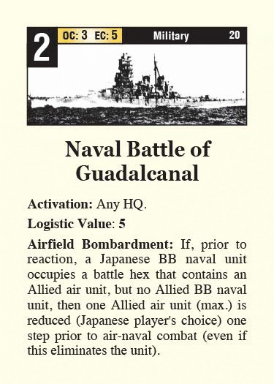 2 OC: 3 EC: 5 Military 20
Naval Battle of
Guadalcanal
Activation: Any HQ.
Logistic Value: 5
Airfield Bombardment: If, prior to
reaction, a Japanese BB naval unit
occupies a battle hex that contains an
Allied air unit, but no Allied BB naval
unit, then one Allied air unit (max.) is
reduced (Japanese player's choice) one
step prior to air-naval combat (even if
this eliminates the unit).